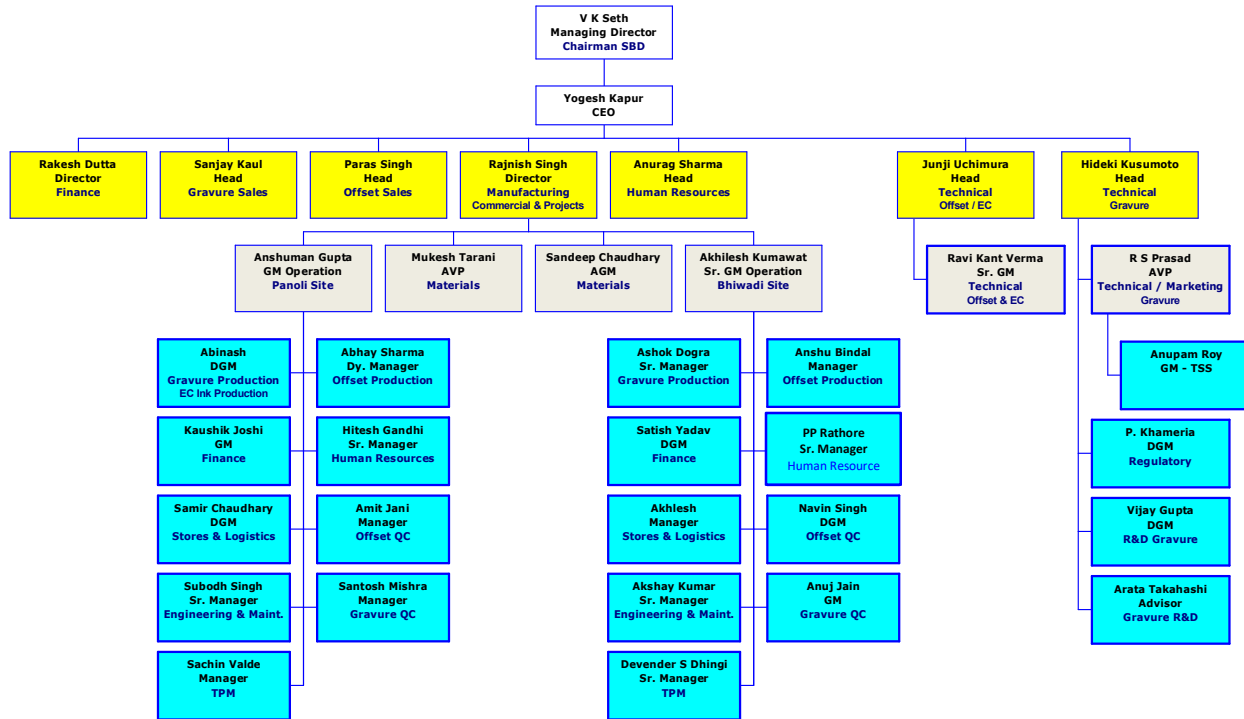 V K Seth
Managing Director
Chairman SBD
Yogesh Kapur
CEO
Rakesh Dutta
Director
Finance
Sanjay Kaul
Head
Gravure Sales
Paras Singh
Head
Offset Sales
Rajnish Singh
Director
Manufacturing
Commercial & Projects
Anurag Sharma
Head
Human Resources
Junji Uchimura
Head
Technical
Offset / EC
Hideki Kusumoto
Head
Technical
Gravure
Anshuman Gupta
GM Operation
Panoli Site
Mukesh Tarani
AVP
Materials
Sandeep Chaudhary
AGM
Materials
Akhilesh Kumawat
Sr. GM Operation
Bhiwadi Site
Ravi Kant Verma
Sr. GM
Technical
Offset & EC
R S Prasad
AVP
Technical / Marketing
Gravure
Abinash
DGM
Gravure Production
EC Ink Production
Abhay Sharma
Dy. Manager
Offset Production
Ashok Dogra
Sr. Manager
Gravure Production
Anshu Bindal
Manager
Offset Production
Anupam Roy
GM - TSS
Kaushik Joshi
GM
Finance
Hitesh Gandhi
Sr. Manager
Human Resources
Satish Yadav
DGM
Finance
PP Rathore
Sr. Manager
Human Resource
P. Khameria
DGM
Regulatory
Samir Chaudhary
DGM
Stores & Logistics
Amit Jani
Manager
Offset QC
Akhlesh
Manager
Stores & Logistics
Navin Singh
DGM
Offset QC
Vijay Gupta
DGM
R&D Gravure
Subodh Singh
Sr. Manager
Engineering & Maint.
Santosh Mishra
Manager
Gravure QC
Akshay Kumar
Sr. Manager
Engineering & Maint.
Anuj Jain
GM
Gravure QC
Arata Takahashi
Advisor
Gravure R&D
Sachin Valde
Manager
TPM
Devender S Dhingi
Sr. Manager
TPM